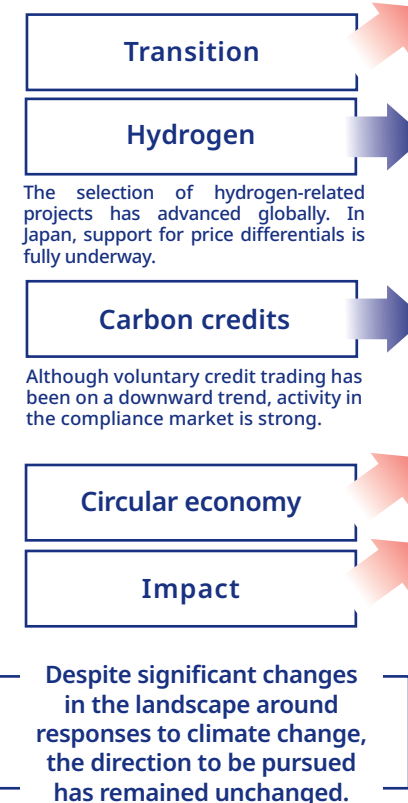 Transition
Hydrogen
The selection of hydrogen-related
projects has advanced globally. In
Japan, support for price differentials is
fully underway.
Carbon credits
Although voluntary credit trading has
been on a downward trend, activity in
the compliance market is strong.
Circular economy
Impact
Despite significant changes
in the landscape around
responses to climate change,
the direction to be pursued
has remained unchanged.